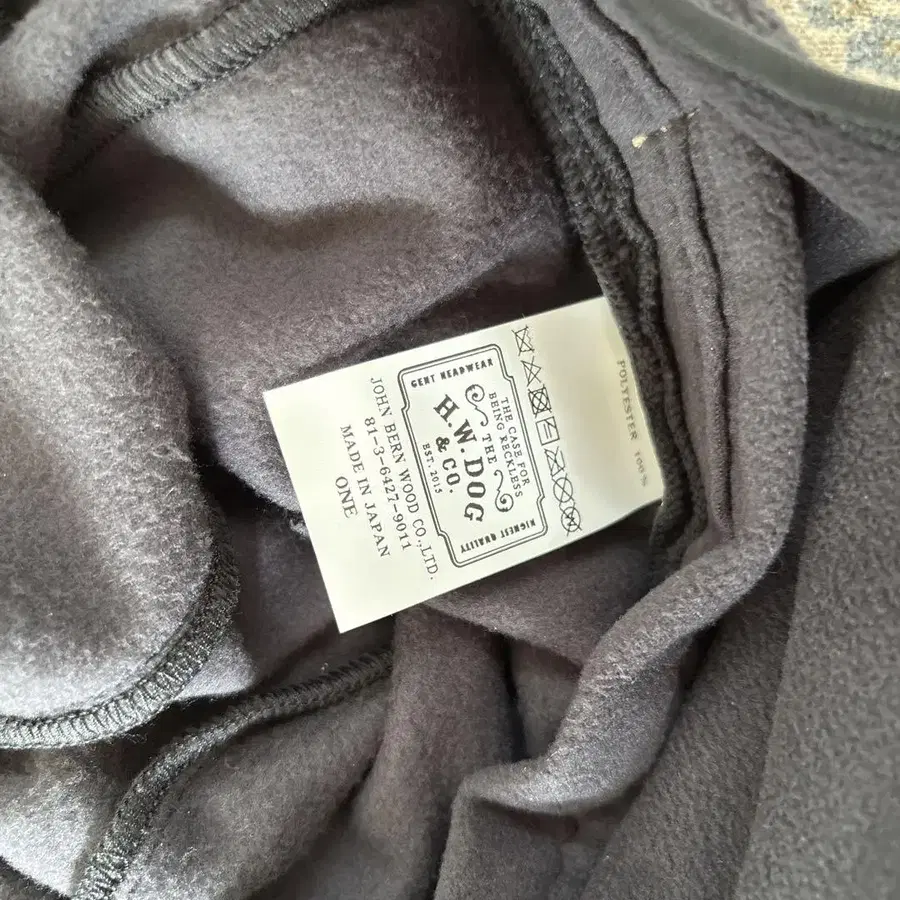 POLYESTER 100%
GENT HEADWEAR
THE CASE FOR
BEING RECKLESS
THE
H.W.DOG
& CO.
EST.2015
HIGHEST QUALITY
JOHN BERN WOOD CO.,LTD.
81-3-6427-9011
MADE IN JAPAN
ONE